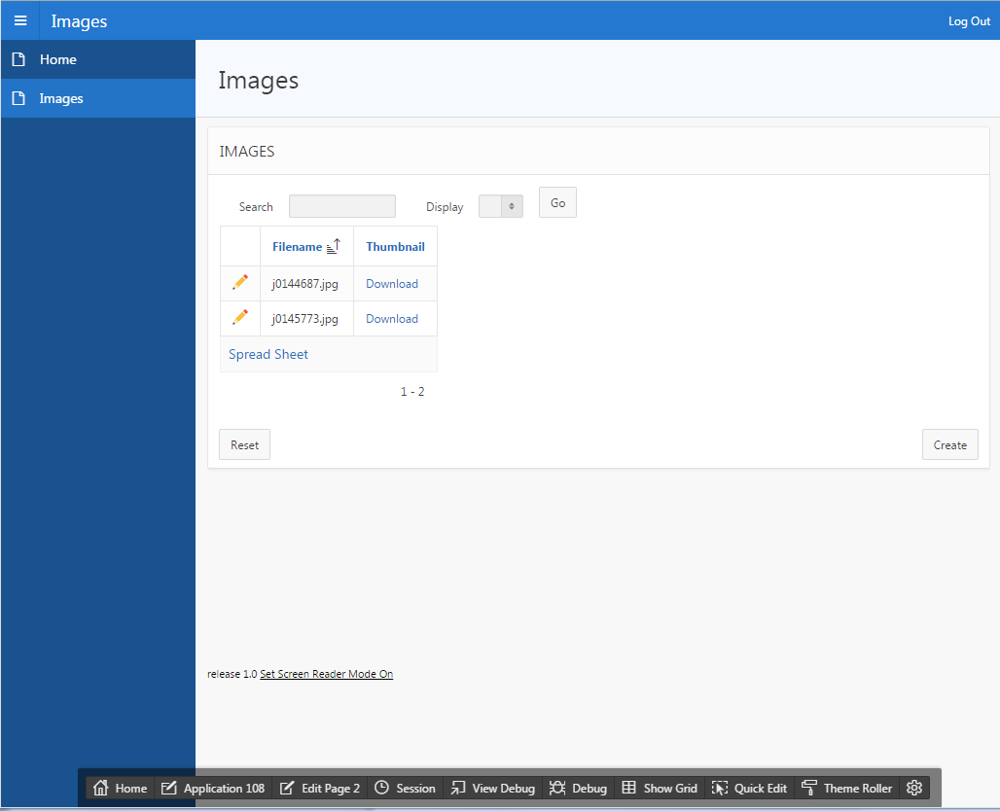 Images
Log Out
Home
Images
Images
IMAGES
Search
Display
Go
Filename Thumbnail
j0144687.jpg Download
j0145773.jpg Download
Spread Sheet
1 - 2
Reset
Create
release 1.0 Set Screen Reader Mode On
Home Application 108 Edit Page 2 Session View Debug Debug Show Grid Quick Edit Theme Roller